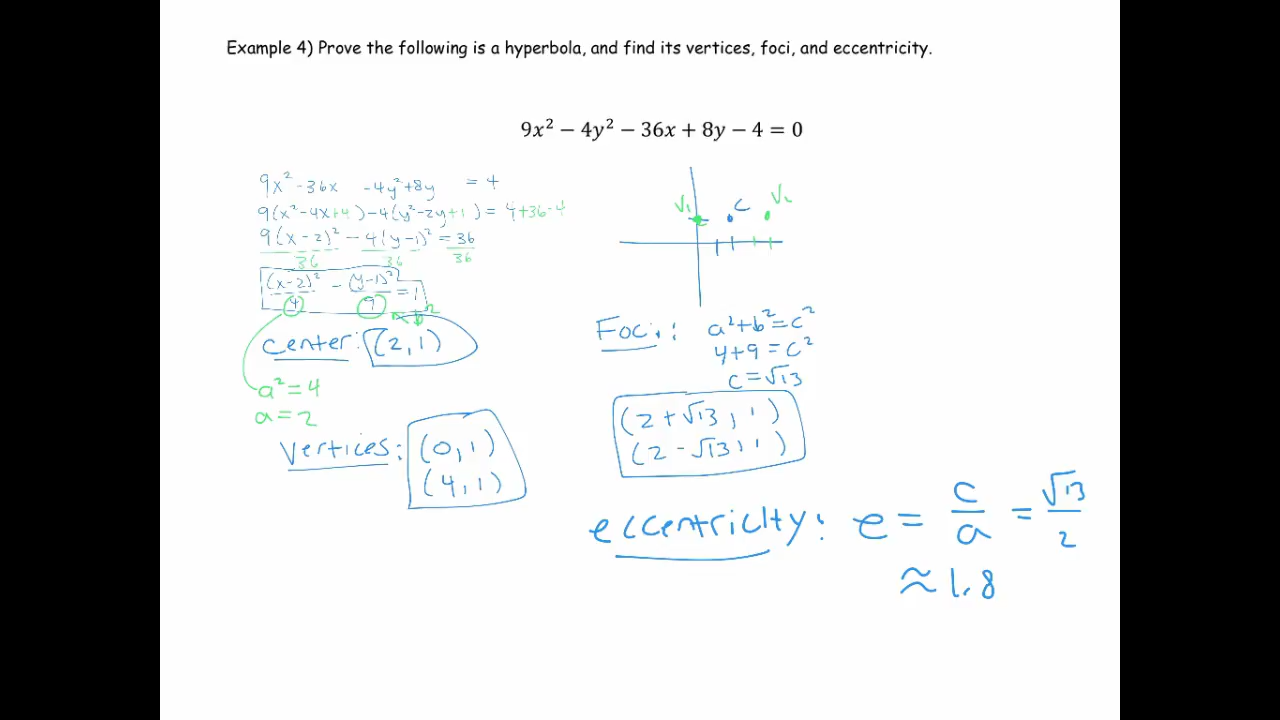 Example 4) Prove the following is a hyperbola, and find its vertices, foci, and eccentricity.
9x² − 4y² − 36x + 8y − 4 = 0
9x² -36x -4y²+8y = 4
9(x²-4x+4)-4(y²-2y+1) = 4+36-4
9(x-2)² - 4(y-1)² = 36
36 36 36
(x-2)² - (y-1)² = 1
4 9
Center: (2,1)
a² = 4
a = 2
Vertices: (0,1)
(4,1)
V₁ C V₂
Foci: a²+b²=c²
4+9=c²
c=√13
(2+√13, 1)
(2-√13, 1)
eccentricity: e = c/a = √13/2
≈ 1.8